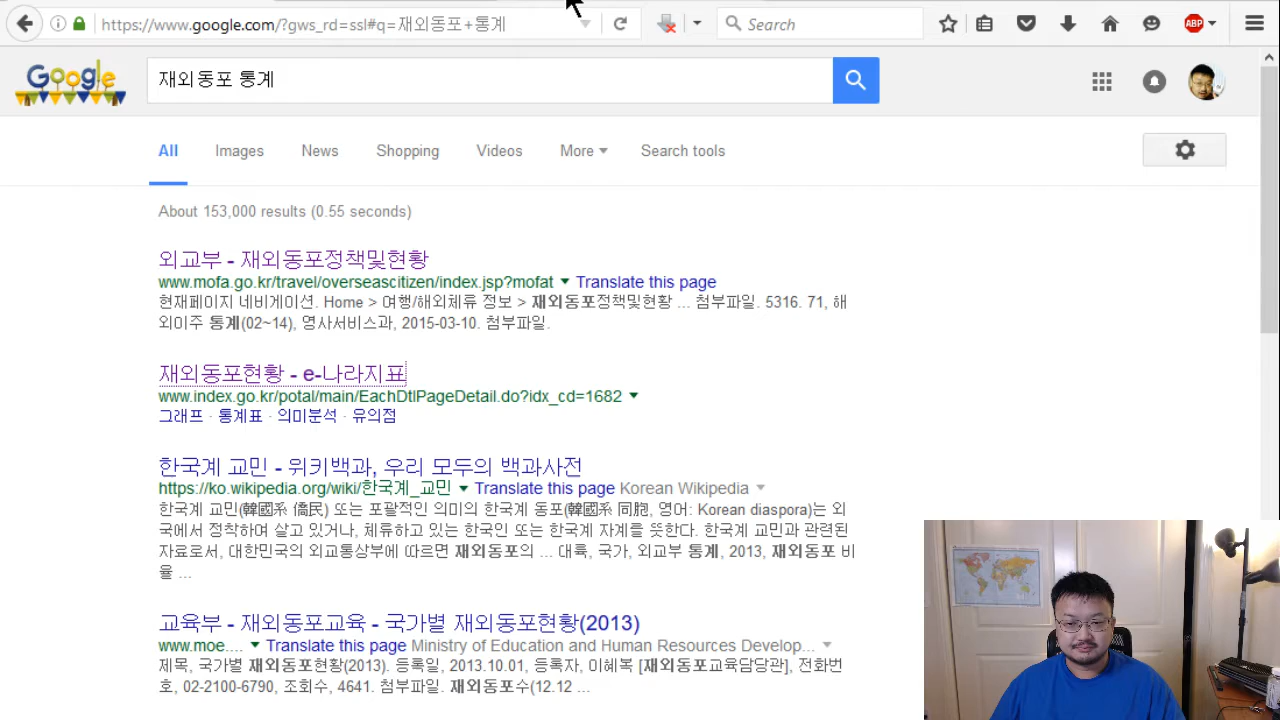 https://www.google.com/?gws_rd=ssl#q=재외동포+통계
Search
ABP
Google
재외동포 통계
All
Images
News
Shopping
Videos
More
Search tools
About 153,000 results (0.55 seconds)
외교부 - 재외동포정책및현황
www.mofa.go.kr/travel/overseascitizen/index.jsp?mofat
Translate this page
현재페이지 네비게이션. Home > 여행/해외체류 정보 > 재외동포정책및현황 ... 첨부파일. 5316. 71, 해
외이주 통계(02~14), 영사서비스과, 2015-03-10. 첨부파일.
재외동포현황 - e-나라지표
www.index.go.kr/potal/main/EachDtlPageDetail.do?idx_cd=1682
그래프 · 통계표 · 의미분석 · 유의점
한국계 교민 - 위키백과, 우리 모두의 백과사전
https://ko.wikipedia.org/wiki/한국계_교민
Translate this page
Korean Wikipedia
한국계 교민(韓國系 僑民) 또는 포괄적인 의미의 한국계 동포(韓國系 同胞, 영어: Korean diaspora)는 외
국에서 정착하며 살고 있거나, 체류하고 있는 한국인 또는 한국계 자계를 뜻한다. 한국계 교민과 관련된
자료로서, 대한민국의 외교통상부에 따르면 재외동포의 ... 대륙, 국가, 외교부 통계, 2013, 재외동포 비
율 ...
교육부 - 재외동포교육 - 국가별 재외동포현황(2013)
www.moe....
Translate this page
Ministry of Education and Human Resources Develop...
제목, 국가별 재외동포현황(2013). 등록일, 2013.10.01, 등록자, 이혜복 [재외동포교육담당관], 전화번
호, 02-2100-6790, 조회수, 4641. 첨부파일. 재외동포수(12.12 ...